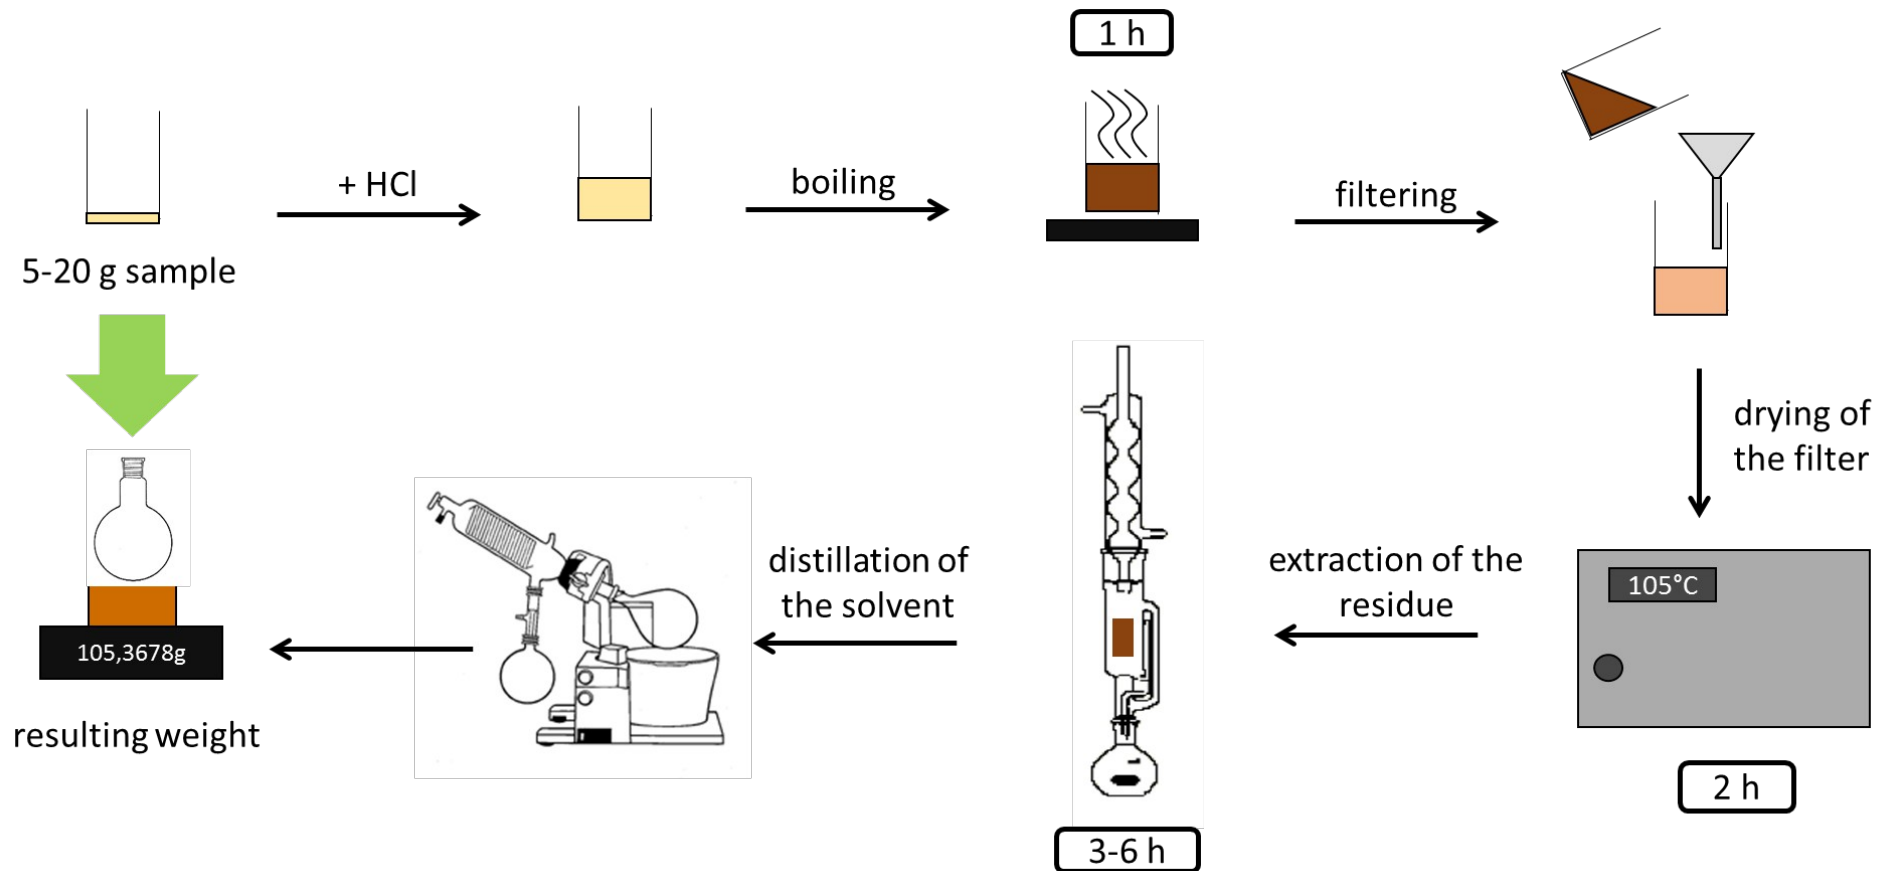 1 h
+ HCl
boiling
filtering
5-20 g sample
drying of
the filter
105°C
2 h
extraction of the
residue
3-6 h
distillation of
the solvent
105,3678g
resulting weight